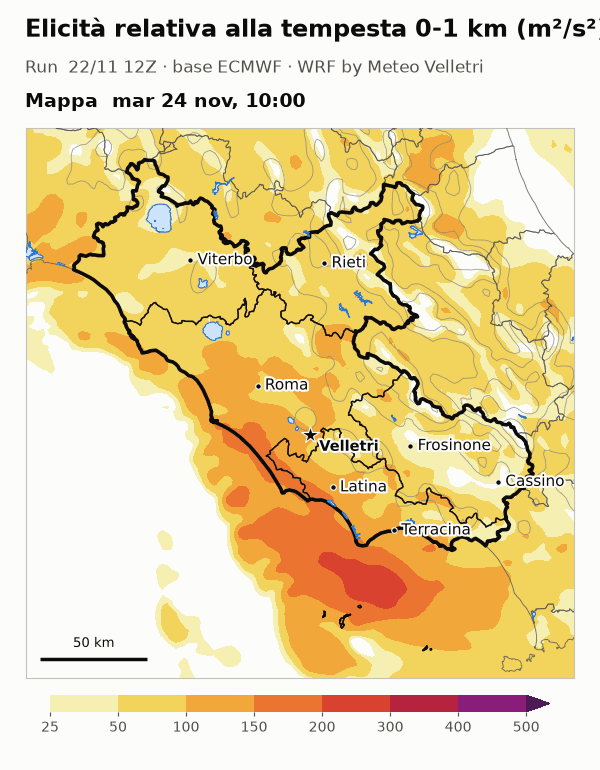 Elicità relativa alla tempesta 0-1 km (m²/s²)
Run 22/11 12Z · base ECMWF · WRF by Meteo Velletri
Mappa mar 24 nov, 10:00
Viterbo
Rieti
Roma
Velletri
Frosinone
Cassino
Latina
Terracina
50 km
25 50 100 150 200 300 400 500